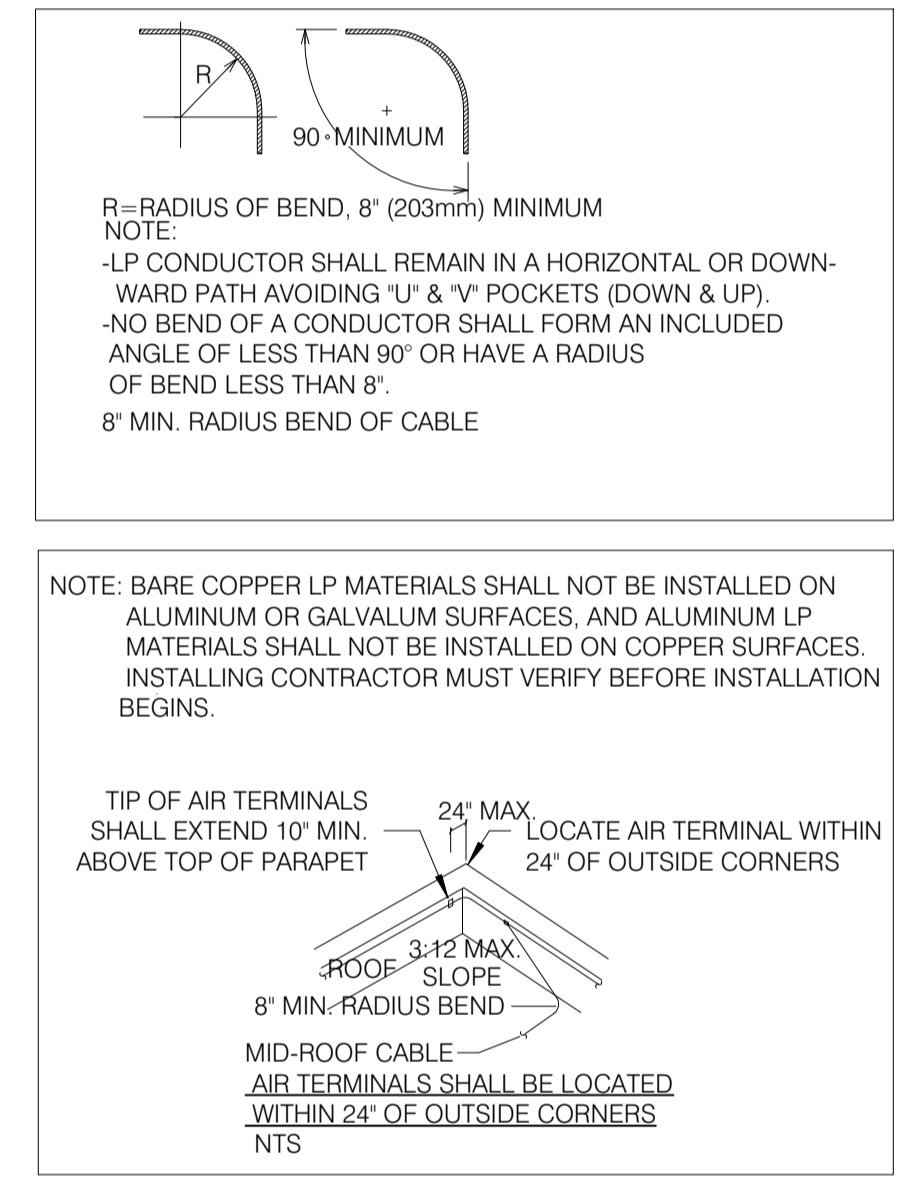 R
90°MINIMUM
R=RADIUS OF BEND, 8" (203mm) MINIMUM
NOTE:
-LP CONDUCTOR SHALL REMAIN IN A HORIZONTAL OR DOWN-
WARD PATH AVOIDING "U" & "V" POCKETS (DOWN & UP).
-NO BEND OF A CONDUCTOR SHALL FORM AN INCLUDED
ANGLE OF LESS THAN 90° OR HAVE A RADIUS
OF BEND LESS THAN 8".
8" MIN. RADIUS BEND OF CABLE
NOTE: BARE COPPER LP MATERIALS SHALL NOT BE INSTALLED ON
ALUMINUM OR GALVALUM SURFACES, AND ALUMINUM LP
MATERIALS SHALL NOT BE INSTALLED ON COPPER SURFACES.
INSTALLING CONTRACTOR MUST VERIFY BEFORE INSTALLATION
BEGINS.
TIP OF AIR TERMINALS
SHALL EXTEND 10" MIN.
ABOVE TOP OF PARAPET
24" MAX.
LOCATE AIR TERMINAL WITHIN
24" OF OUTSIDE CORNERS
ROOF
3:12 MAX.
SLOPE
8" MIN. RADIUS BEND
MID-ROOF CABLE
AIR TERMINALS SHALL BE LOCATED
WITHIN 24" OF OUTSIDE CORNERS
NTS